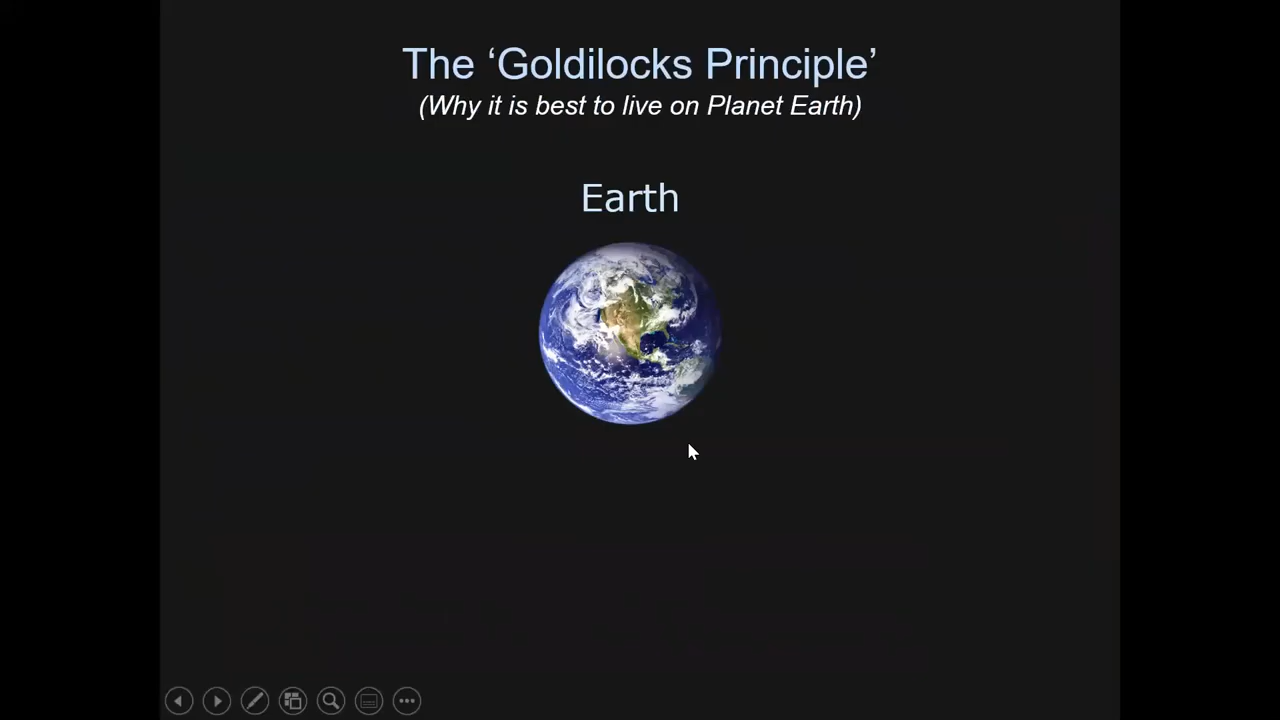 The ‘Goldilocks Principle’
(Why it is best to live on Planet Earth)
Earth